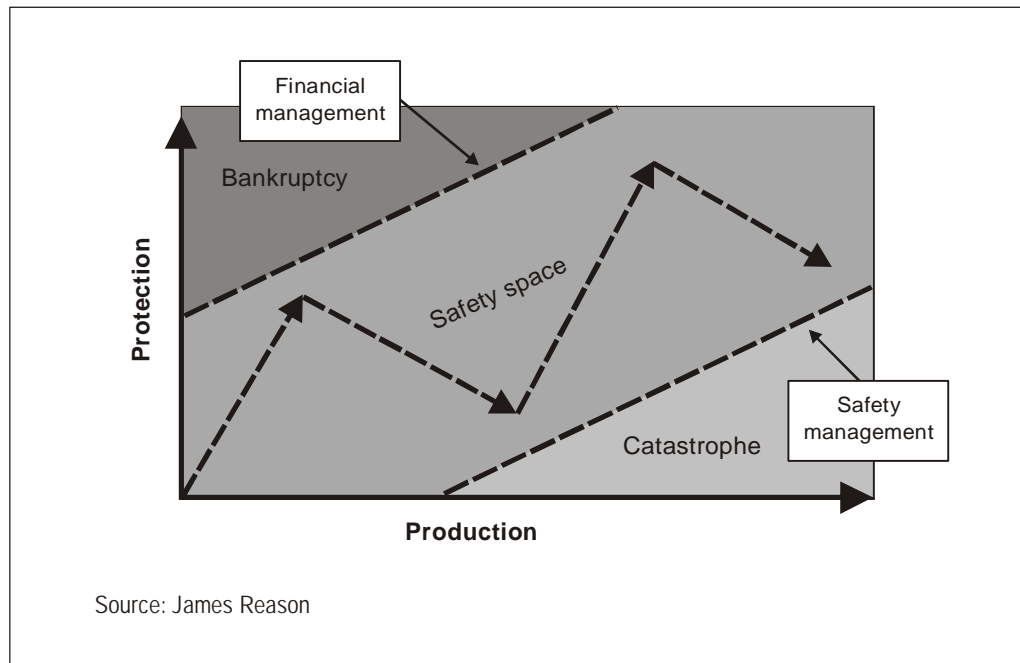 Financial
management
Bankruptcy
Protection
Safety space
Safety
management
Catastrophe
Production
Source: James Reason